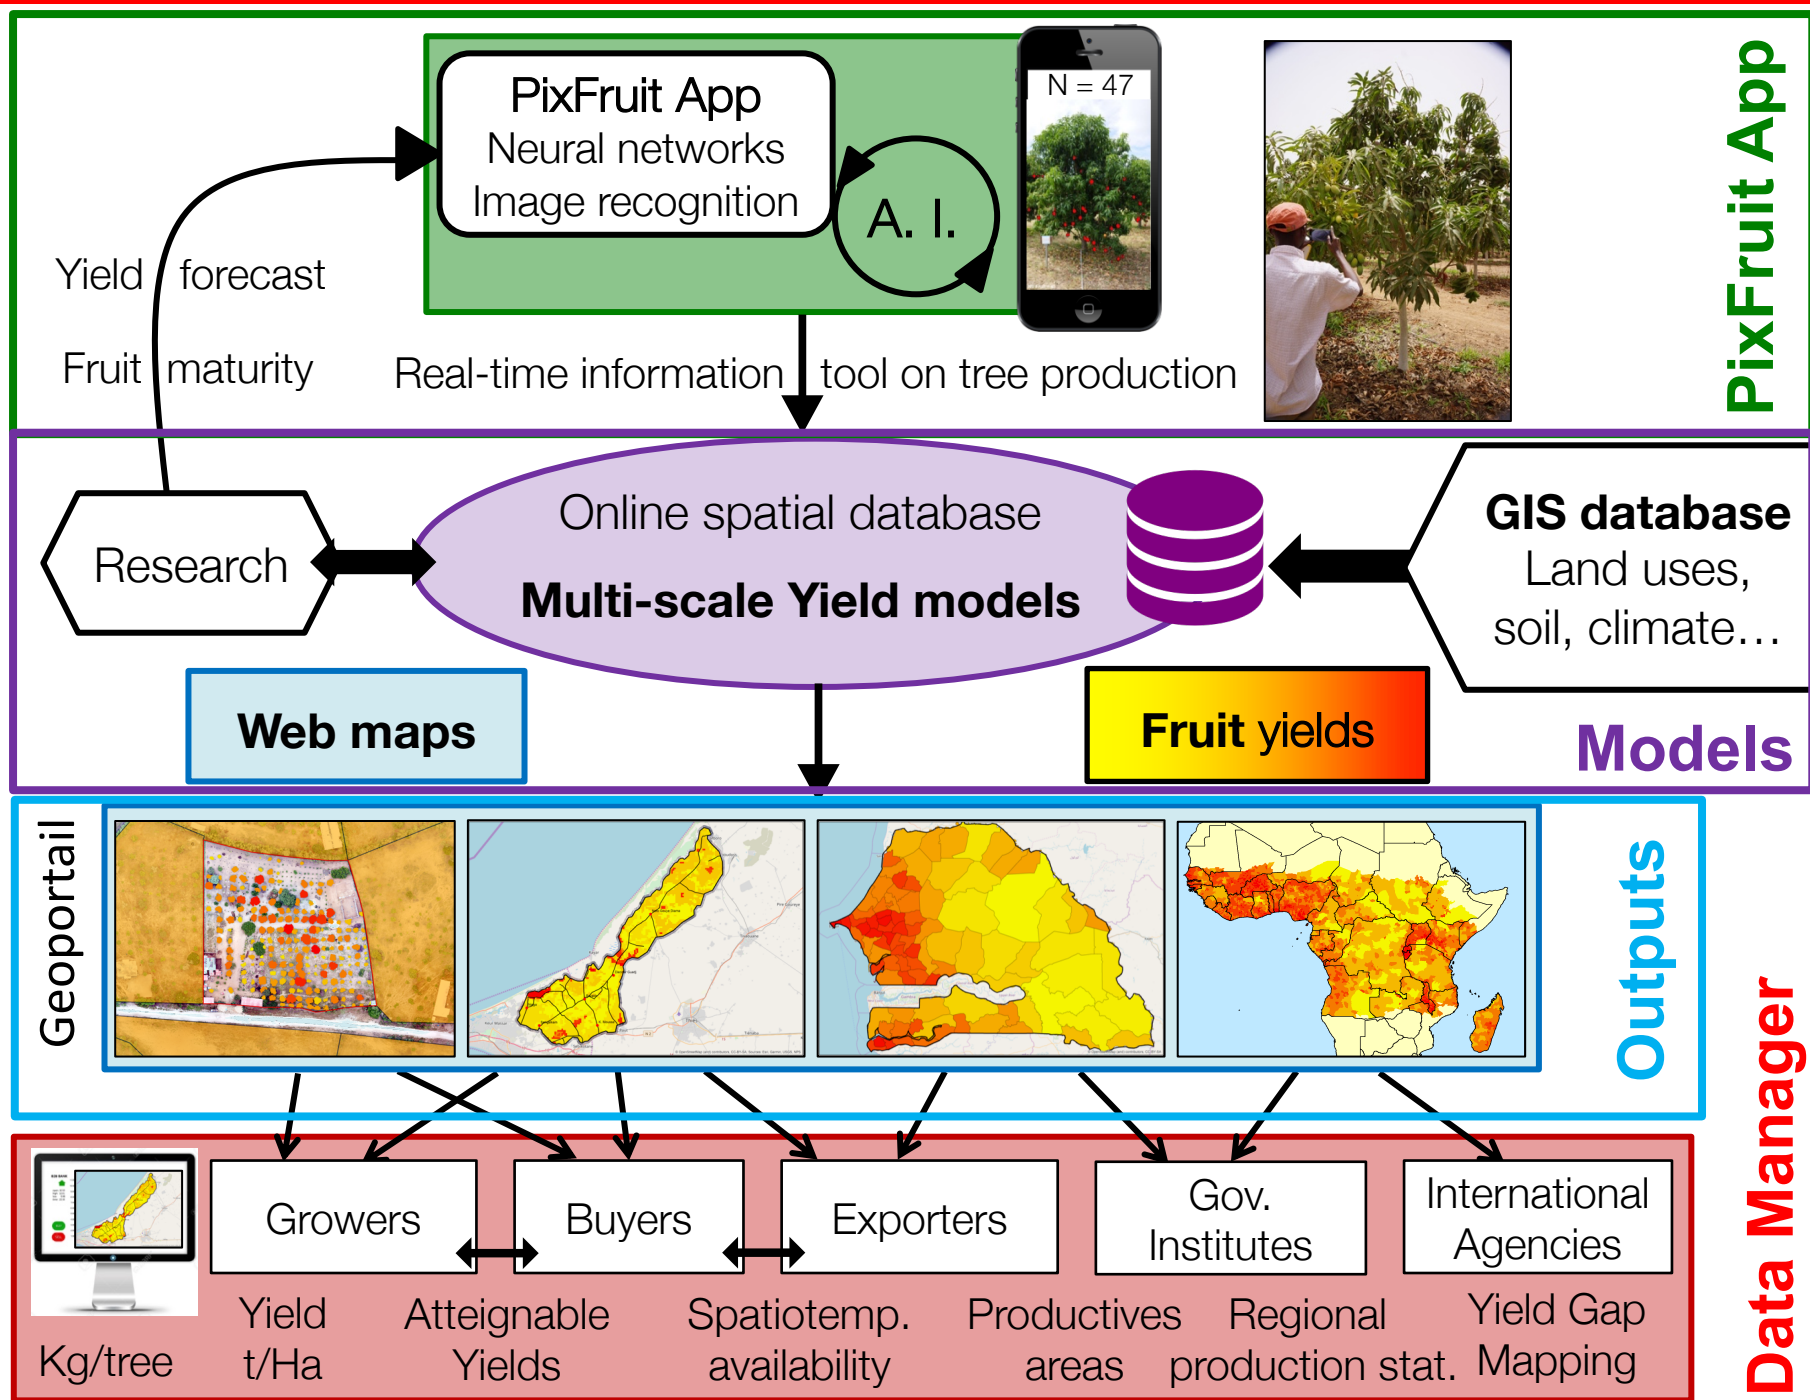 PixFruit App
Neural networks
Image recognition
A. I.
N = 47
PixFruit App
Yield forecast
Fruit maturity
Real-time information tool on tree production
Research
Online spatial database
Multi-scale Yield models
GIS database
Land uses,
soil, climate…
Web maps
Fruit yields
Models
Geoportail
Outputs
Data Manager
Growers
Buyers
Exporters
Gov.
Institutes
International
Agencies
Kg/tree
Yield
t/Ha
Atteignable
Yields
Spatiotemp.
availability
Productives
areas
Regional
production stat.
Yield Gap
Mapping